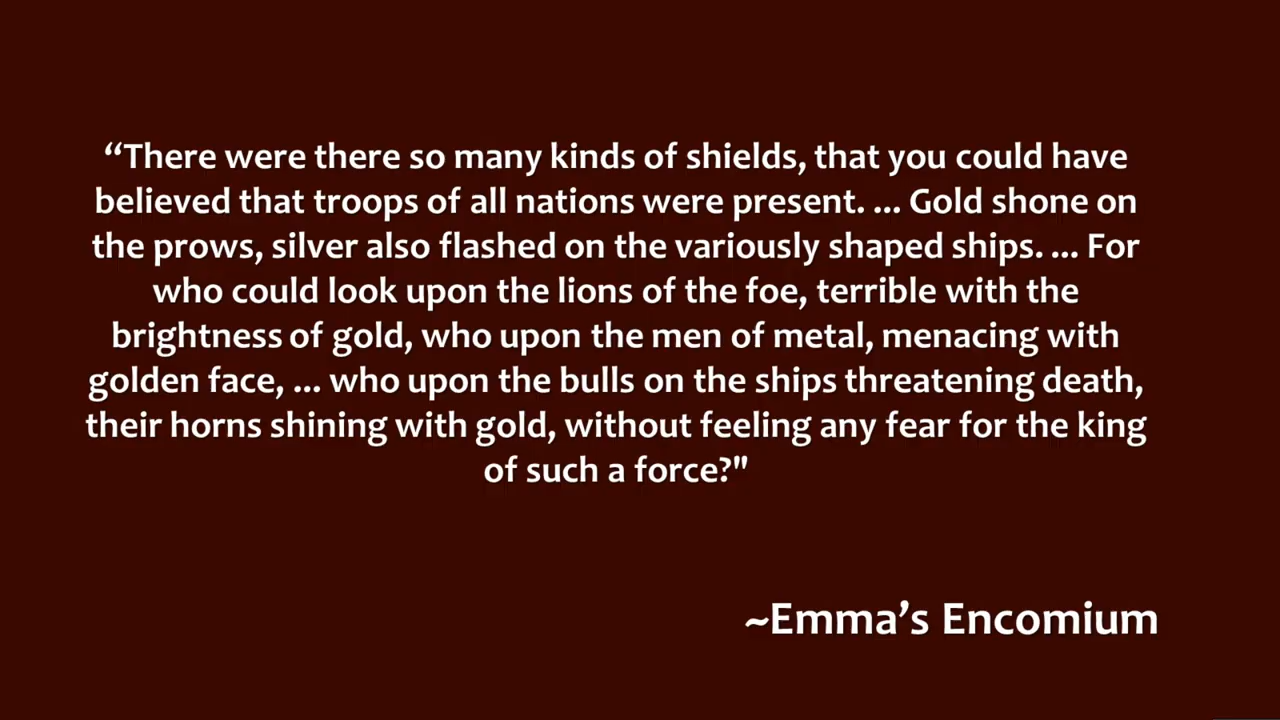 “There were there so many kinds of shields, that you could have
believed that troops of all nations were present. ... Gold shone on
the prows, silver also flashed on the variously shaped ships. ... For
who could look upon the lions of the foe, terrible with the
brightness of gold, who upon the men of metal, menacing with
golden face, ... who upon the bulls on the ships threatening death,
their horns shining with gold, without feeling any fear for the king
of such a force?"
~Emma’s Encomium